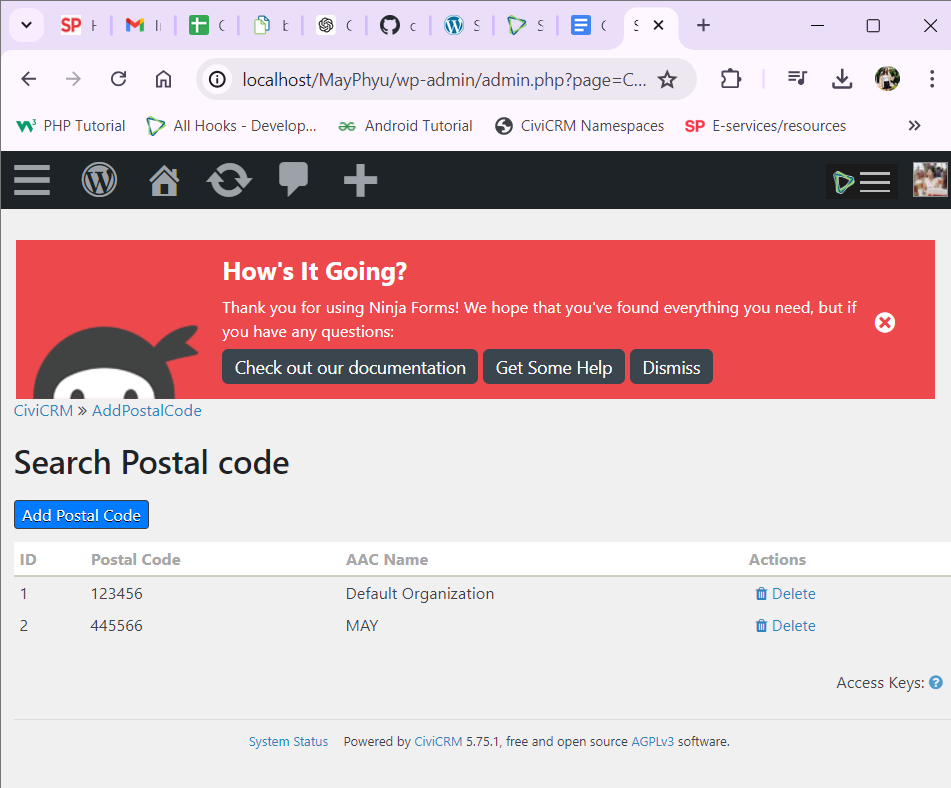 SP
localhost/MayPhyu/wp-admin/admin.php?page=C...
PHP Tutorial
All Hooks - Develop...
Android Tutorial
CiviCRM Namespaces
SP E-services/resources
How's It Going?
Thank you for using Ninja Forms! We hope that you've found everything you need, but if
you have any questions:
Check out our documentation
Get Some Help
Dismiss
CiviCRM » AddPostalCode
Search Postal code
Add Postal Code
ID Postal Code AAC Name Actions
1 123456 Default Organization Delete
2 445566 MAY Delete
Access Keys: ?
System Status Powered by CiviCRM 5.75.1, free and open source AGPLv3 software.